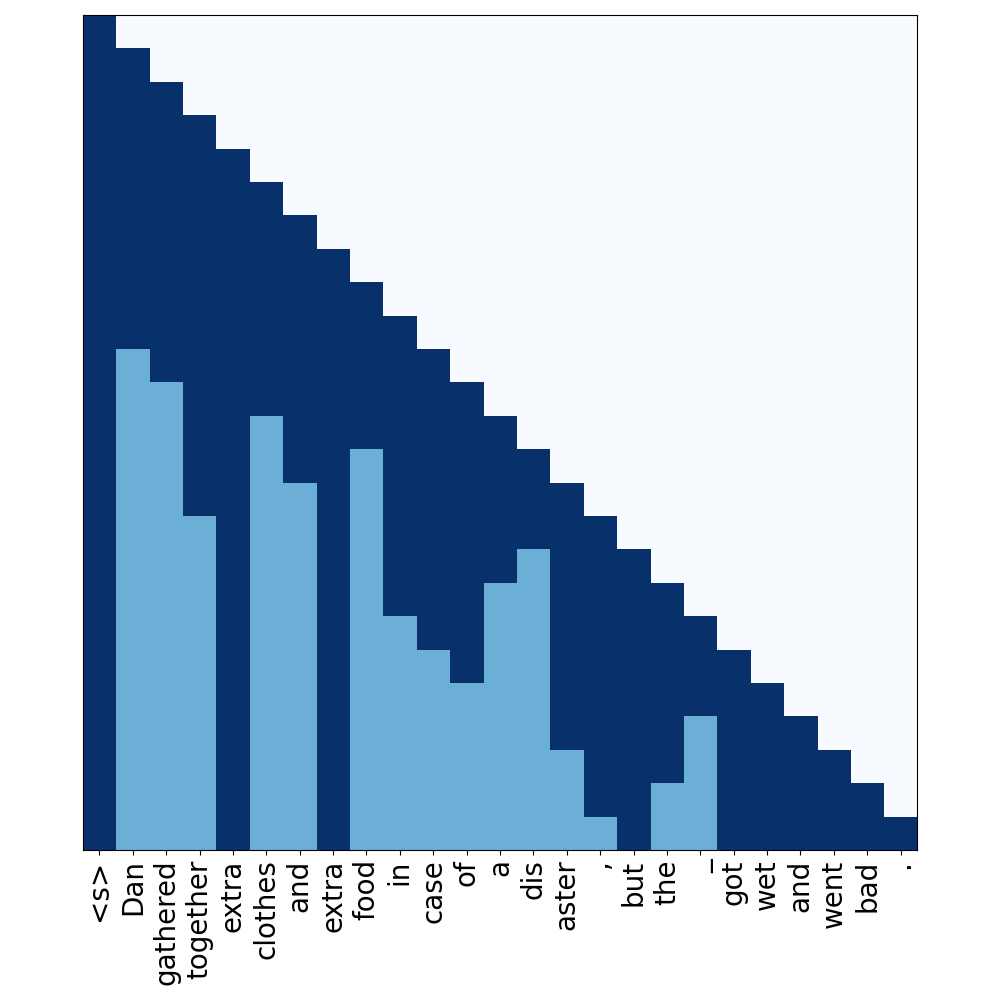 <s> Dan gathered together extra clothes and extra food in case of a dis aster , but the _ got wet and went bad .